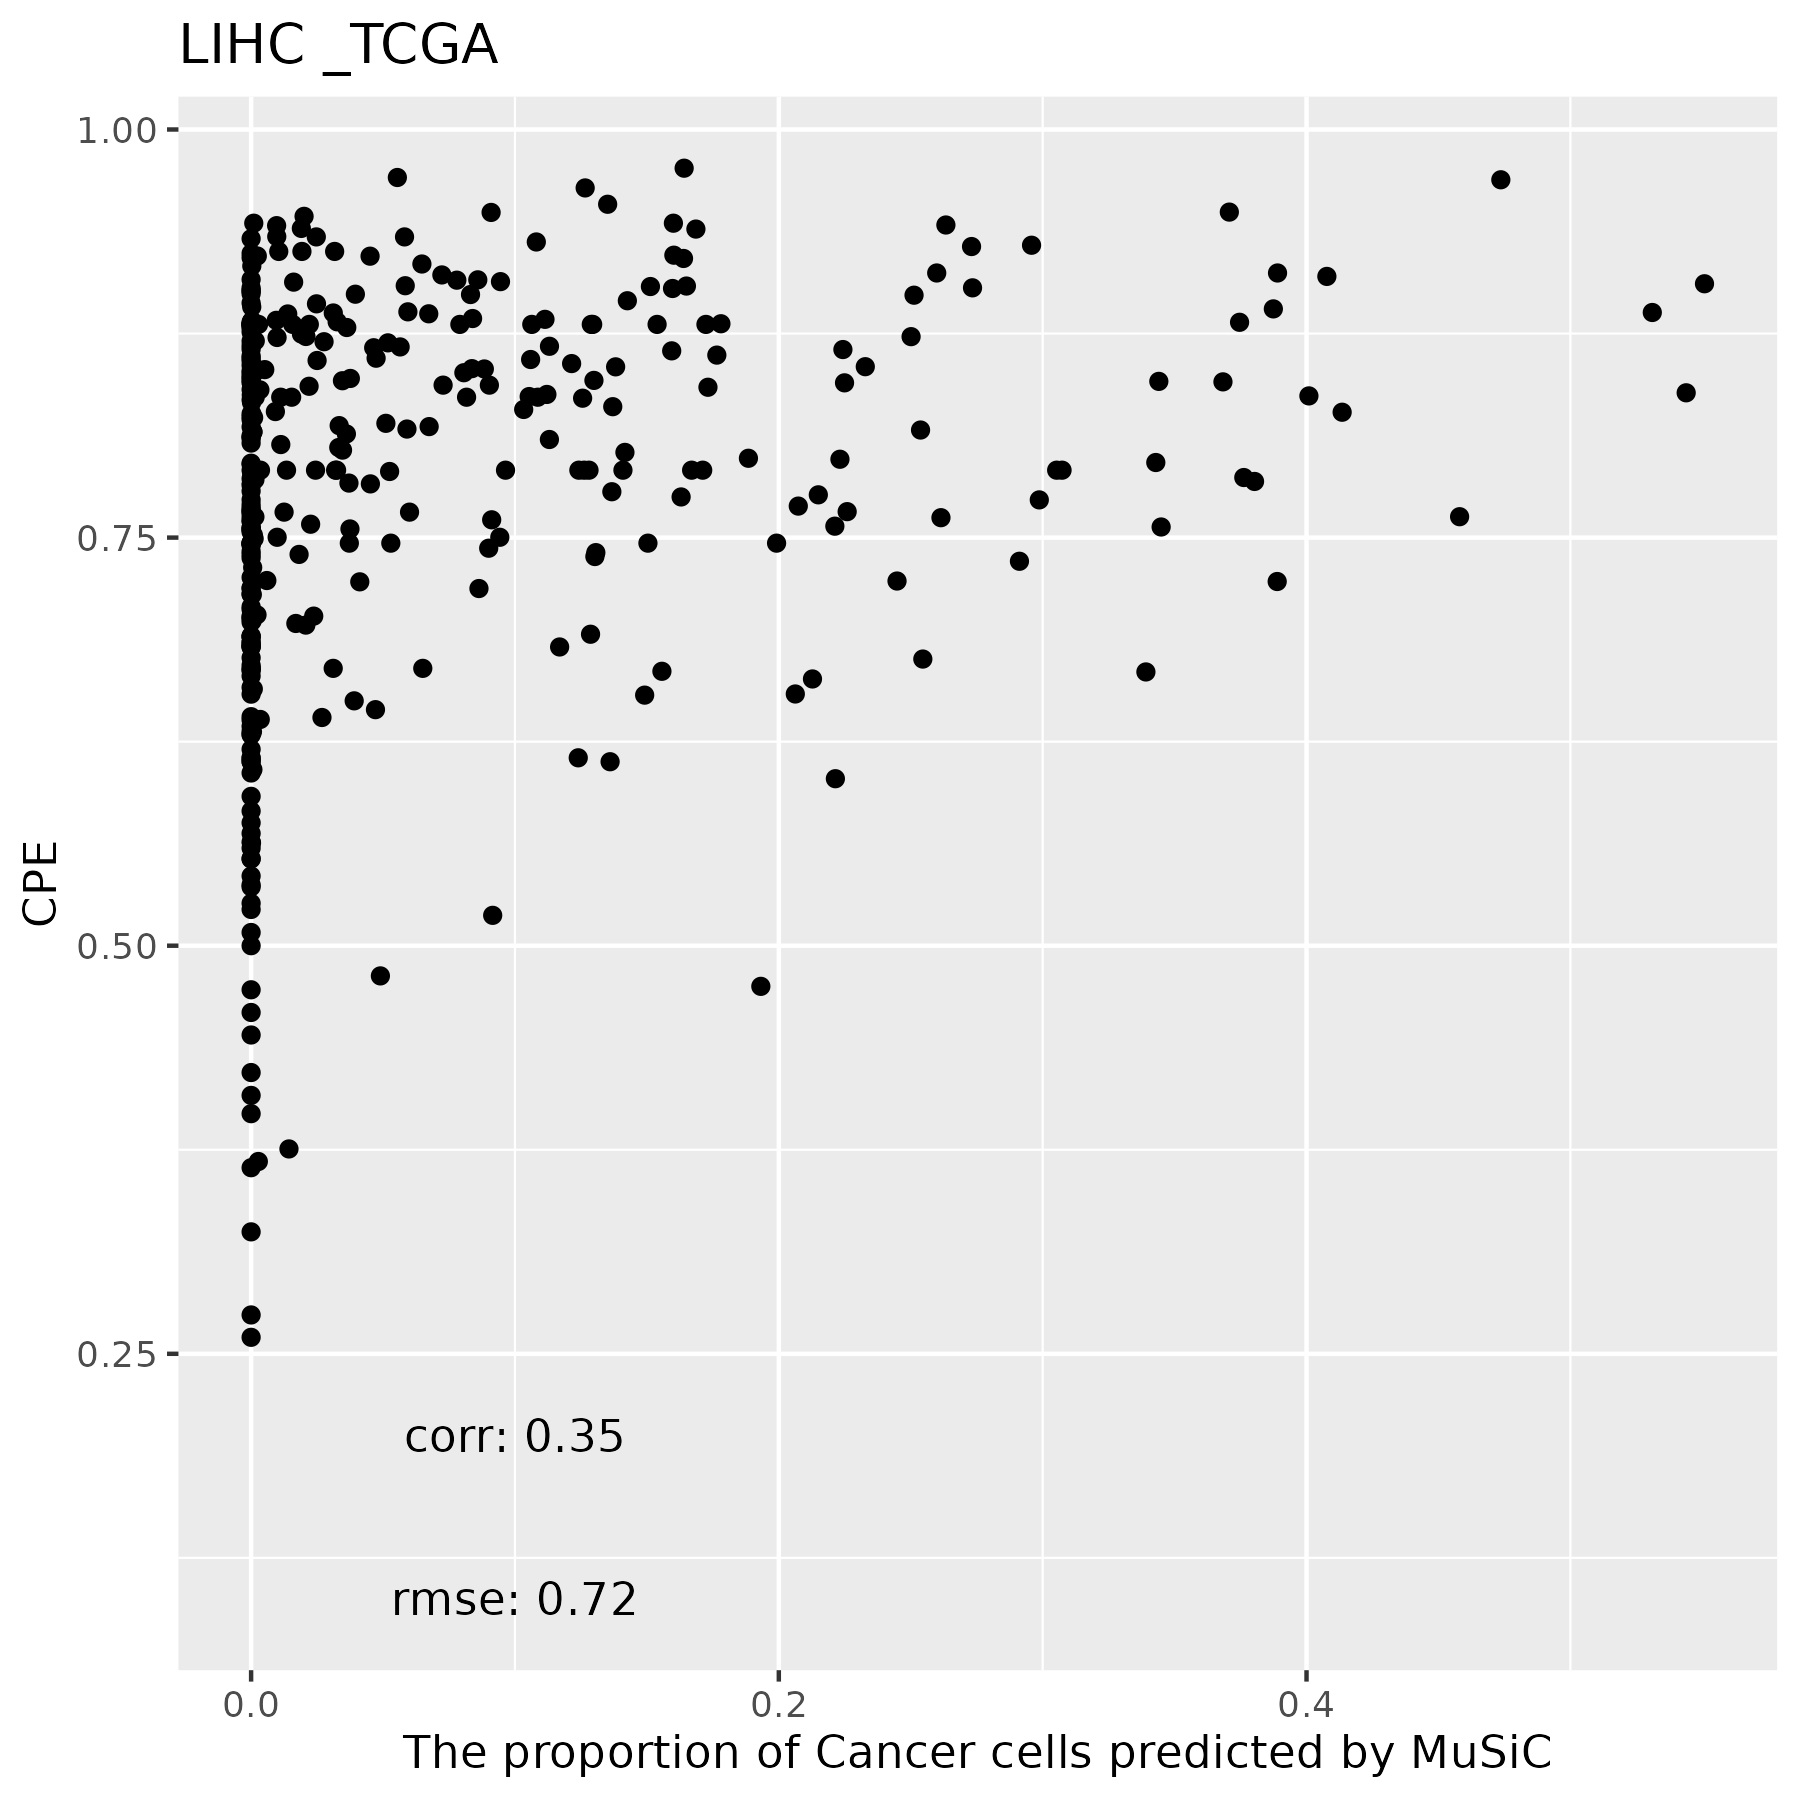 LIHC _TCGA
1.00
0.75
0.50
0.25
CPE
corr: 0.35
rmse: 0.72
0.0 0.2 0.4
The proportion of Cancer cells predicted by MuSiC